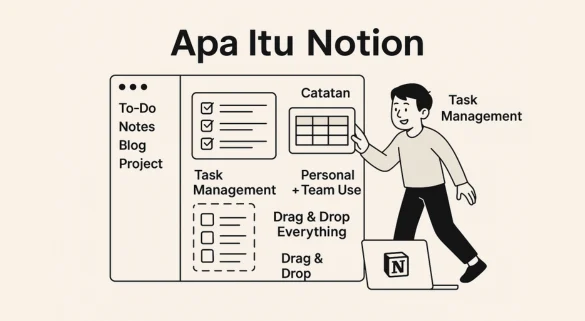 Apa Itu Notion
To-Do
Notes
Blog
Project
Catatan
Task
Management
Personal
+ Team Use
Drag & Drop
Everything
Drag &
Drop
Task
Management
N